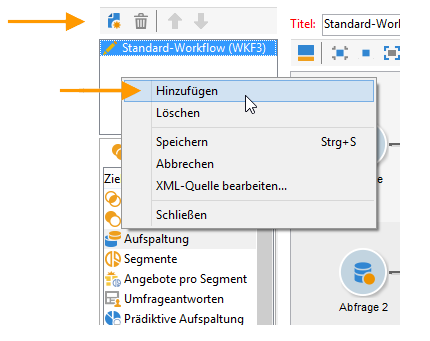 Titel: Standard-Workf
Standard-Workflow (WKF3)
Hinzufügen
Löschen
Speichern Strg+S
Abbrechen
XML-Quelle bearbeiten...
Schließen
Zie
e
Aufspaltung
Segmente
Angebote pro Segment
Umfrageantworten
Prädiktive Aufspaltung
Abfrage 2